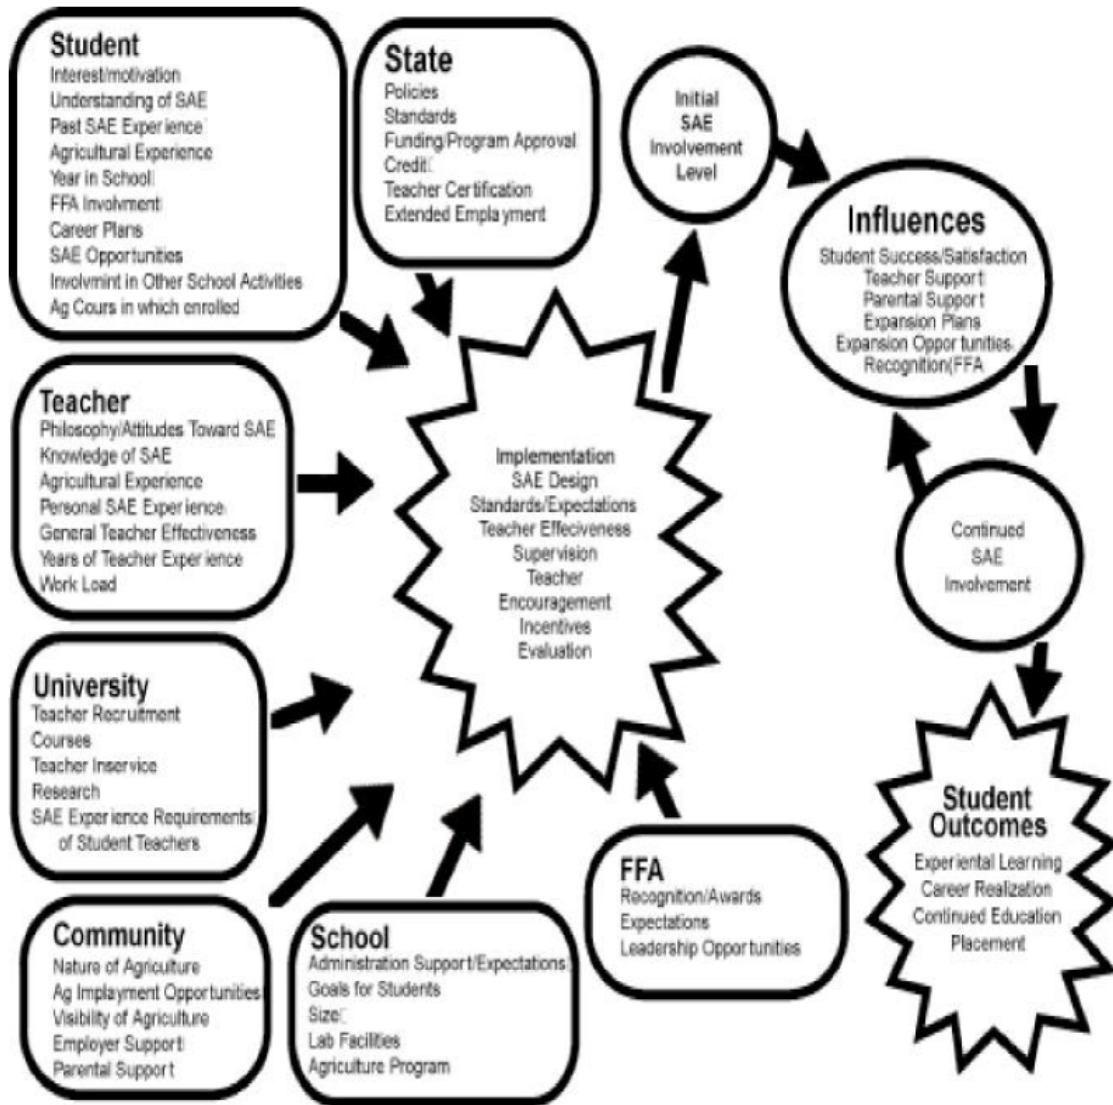 Student
Interest/motivation
Understanding of SAE
Past SAE Experience
Agricultural Experience
Year in School
FFA Involvment
Career Plans
SAE Opportunities
Involvmint in Other School Activities
Ag Cours in which enrolled
State
Policies
Standards
Funding/Program Approval
Credit
Teacher Certification
Extended Emplayment
Initial
SAE
Involvement
Level
Influences
Student Success/Satisfaction
Teacher Support
Parental Support
Expansion Plans
Expansion Opportunities
Recognition(FFA
Teacher
Philosophy/Attitudes Toward SAE
Knowledge of SAE
Agricultural Experience
Personal SAE Experience
General Teacher Effectiveness
Years of Teacher Experience
Work Load
Implementation
SAE Design
Standards/Expectations
Teacher Effeciveness
Supervision
Teacher
Encouragement
Incentives
Evaluation
Continued
SAE
Involvement
University
Teacher Recruitment
Courses
Teacher Inservice
Research
SAE Experience Requirements
of Student Teachers
Community
Nature of Agriculture
Ag Implayment Opportunities
Visibility of Agriculture
Employer Support
Parental Support
School
Administration Support/Expectations
Goals for Students
Size
Lab Facilities
Agriculture Program
FFA
Recognition/Awards
Expectations
Leadership Opportunities
Student
Outcomes
Experiental Learning
Career Realization
Continued Education
Placement